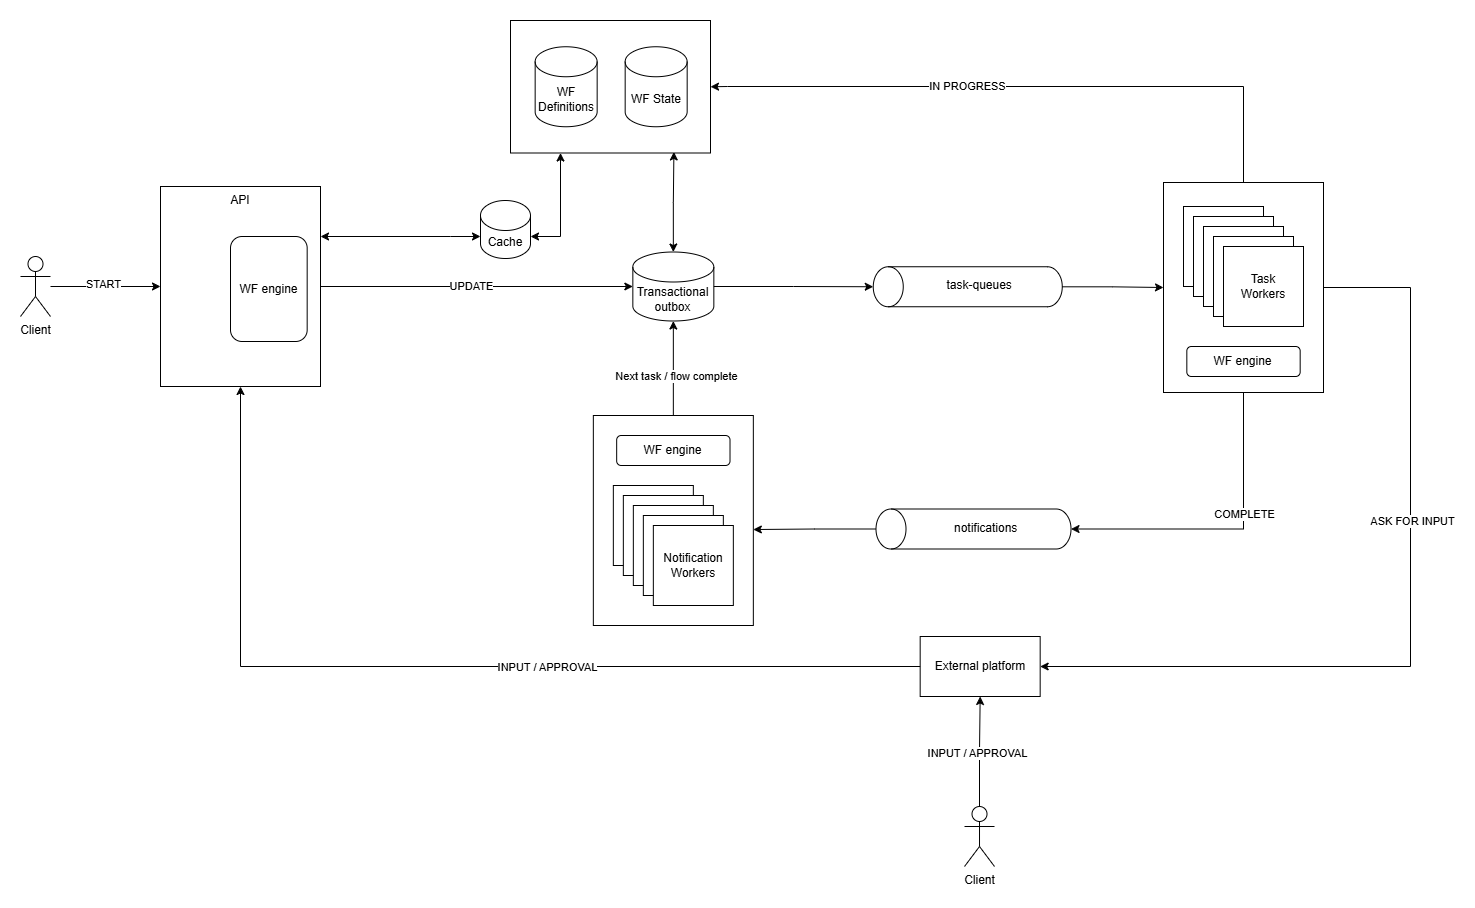 WF
Definitions
WF State
IN PROGRESS
API
Cache
WF engine
START
Client
UPDATE
Transactional
outbox
task-queues
Task
Workers
WF engine
Next task / flow complete
WF engine
Notification
Workers
notifications
COMPLETE
ASK FOR INPUT
INPUT / APPROVAL
External platform
INPUT / APPROVAL
Client